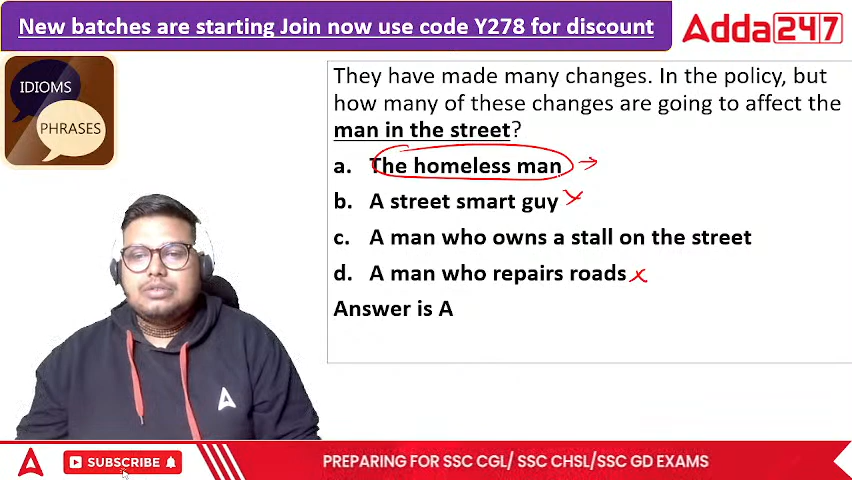 New batches are starting Join now use code Y278 for discount
Adda247
IDIOMS
PHRASES
They have made many changes. In the policy, but
how many of these changes are going to affect the
man in the street?
a. The homeless man
b. A street smart guy
c. A man who owns a stall on the street
d. A man who repairs roads
Answer is A
SUBSCRIBE
PREPARING FOR SSC CGL/ SSC CHSL/SSC GD EXAMS